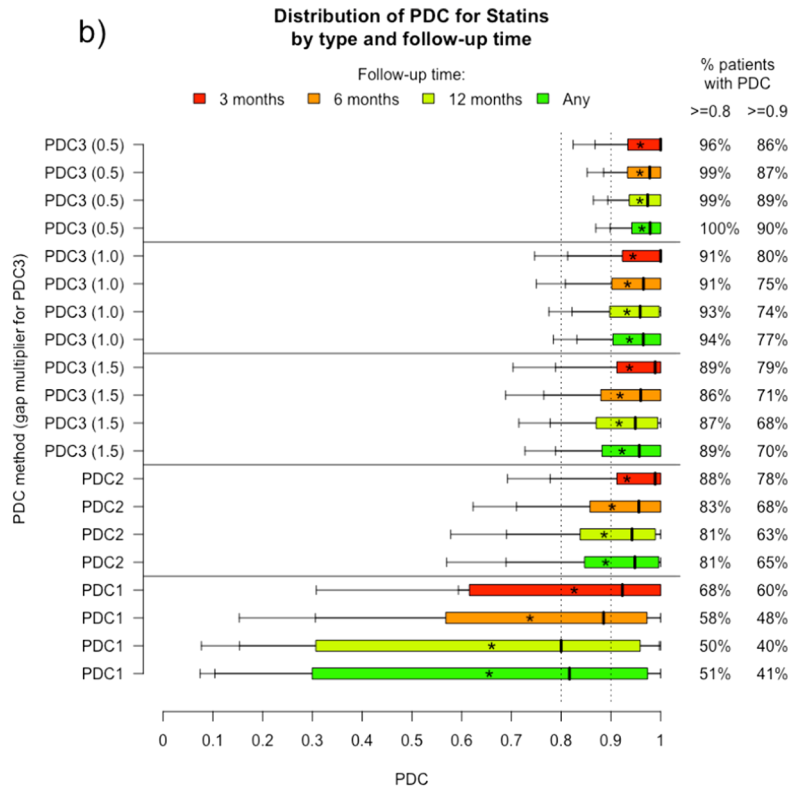 b)
Distribution of PDC for Statins
by type and follow-up time
Follow-up time:
3 months 6 months 12 months Any
% patients
with PDC
>=0.8 >=0.9
PDC3 (0.5) 96% 86%
PDC3 (0.5) 99% 87%
PDC3 (0.5) 99% 89%
PDC3 (0.5) 100% 90%
PDC3 (1.0) 91% 80%
PDC3 (1.0) 91% 75%
PDC3 (1.0) 93% 74%
PDC3 (1.0) 94% 77%
PDC3 (1.5) 89% 79%
PDC3 (1.5) 86% 71%
PDC3 (1.5) 87% 68%
PDC3 (1.5) 89% 70%
PDC2 88% 78%
PDC2 83% 68%
PDC2 81% 63%
PDC2 81% 65%
PDC1 68% 60%
PDC1 58% 48%
PDC1 50% 40%
PDC1 51% 41%
PDC method (gap multiplier for PDC3)
0 0.1 0.2 0.3 0.4 0.5 0.6 0.7 0.8 0.9 1
PDC